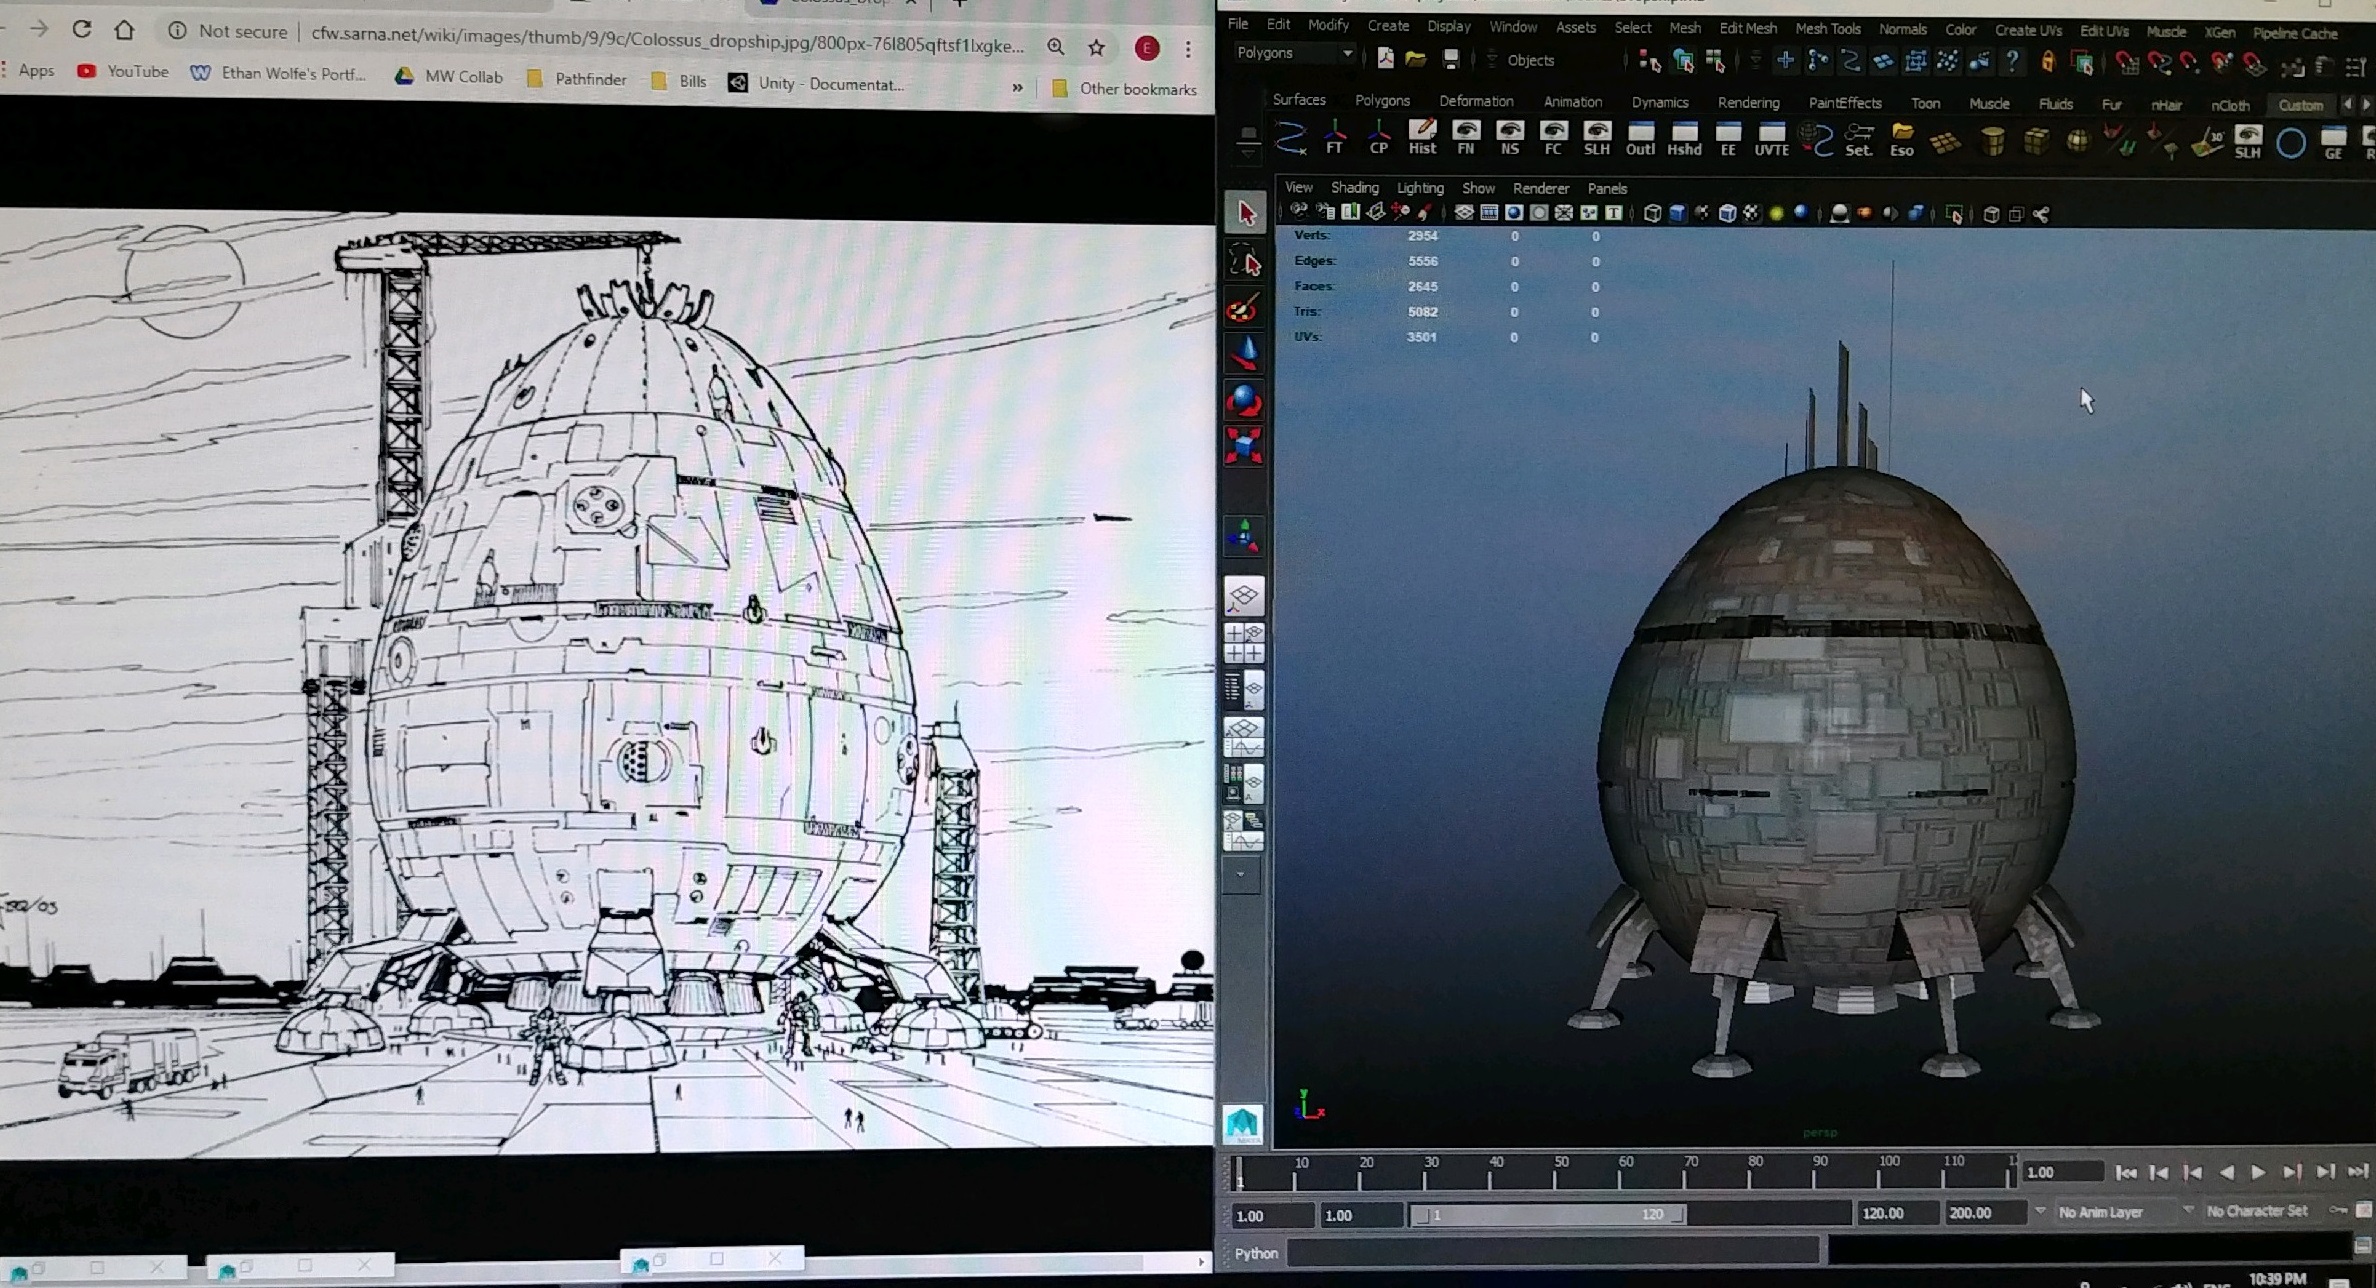 Not secure | cfw.sarna.net/wiki/images/thumb/9/9c/Colossus_dropship.jpg/800px-76l805qftsf1lxgke...
E
Apps YouTube Ethan Wolfe's Portf... MW Collab Pathfinder Bills Unity - Documentat... » Other bookmarks
File Edit Modify Create Display Window Assets Select Mesh Edit Mesh Mesh Tools Normals Color Create UVs Edit UVs Muscle XGen Pipeline Cache
Polygons Objects
Surfaces Polygons Deformation Animation Dynamics Rendering PaintEffects Toon Muscle Fluids Fur nHair nCloth Custom
FT CP Hist FN NS FC SLH Outl Hshd EE UVTE Set. Eso 30° SLH GE
View Shading Lighting Show Renderer Panels
Verts: 2954 0 0
Edges: 5556 0 0
Faces: 2645 0 0
Tris: 5082 0 0
UVs: 3501 0 0
y
x
persp
1 10 20 30 40 50 60 70 80 90 100 110 1.00
1.00 1.00 1 120 120.00 200.00 No Anim Layer No Character Set
Python
ENG 10:39 PM